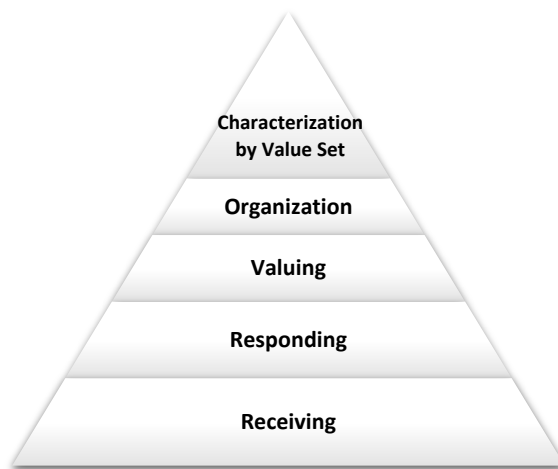 Characterization
by Value Set
Organization
Valuing
Responding
Receiving